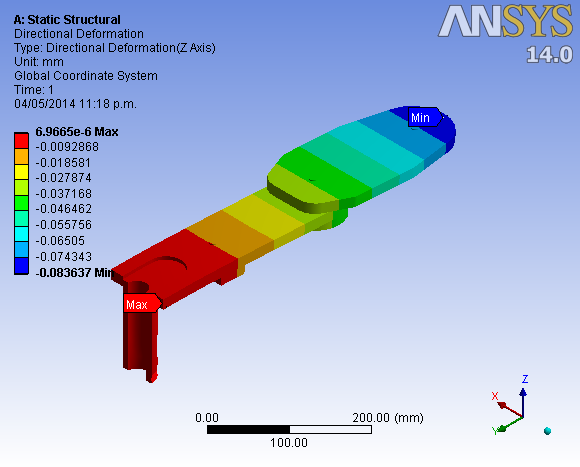 A: Static Structural
Directional Deformation
Type: Directional Deformation(Z Axis)
Unit: mm
Global Coordinate System
Time: 1
04/05/2014 11:18 p.m.
ANSYS
14.0
6.9665e-6 Max
-0.0092868
-0.018581
-0.027874
-0.037168
-0.046462
-0.055756
-0.06505
-0.074343
-0.083637 Min
Min
Max
0.00
200.00 (mm)
100.00
Z
X
Y